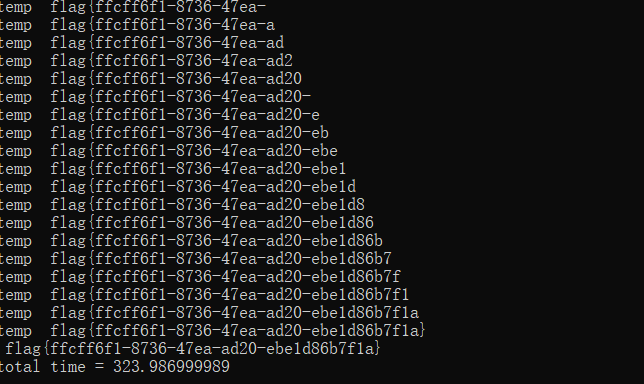 temp  flag{ffcff6f1-8736-47ea-
temp  flag{ffcff6f1-8736-47ea-a
temp  flag{ffcff6f1-8736-47ea-ad
temp  flag{ffcff6f1-8736-47ea-ad2
temp  flag{ffcff6f1-8736-47ea-ad20
temp  flag{ffcff6f1-8736-47ea-ad20-
temp  flag{ffcff6f1-8736-47ea-ad20-e
temp  flag{ffcff6f1-8736-47ea-ad20-eb
temp  flag{ffcff6f1-8736-47ea-ad20-ebe
temp  flag{ffcff6f1-8736-47ea-ad20-ebe1
temp  flag{ffcff6f1-8736-47ea-ad20-ebe1d
temp  flag{ffcff6f1-8736-47ea-ad20-ebe1d8
temp  flag{ffcff6f1-8736-47ea-ad20-ebe1d86
temp  flag{ffcff6f1-8736-47ea-ad20-ebe1d86b
temp  flag{ffcff6f1-8736-47ea-ad20-ebe1d86b7
temp  flag{ffcff6f1-8736-47ea-ad20-ebe1d86b7f
temp  flag{ffcff6f1-8736-47ea-ad20-ebe1d86b7f1
temp  flag{ffcff6f1-8736-47ea-ad20-ebe1d86b7f1a
temp  flag{ffcff6f1-8736-47ea-ad20-ebe1d86b7f1a}
 flag{ffcff6f1-8736-47ea-ad20-ebe1d86b7f1a}
total time = 323.986999989